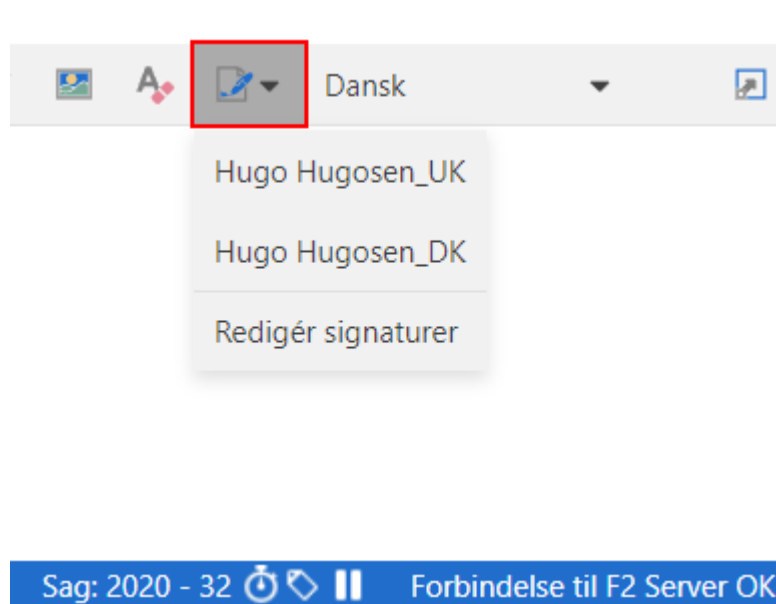 Dansk
Hugo Hugosen_UK
Hugo Hugosen_DK
Redigér signaturer
Sag: 2020 - 32 Forbindelse til F2 Server OK